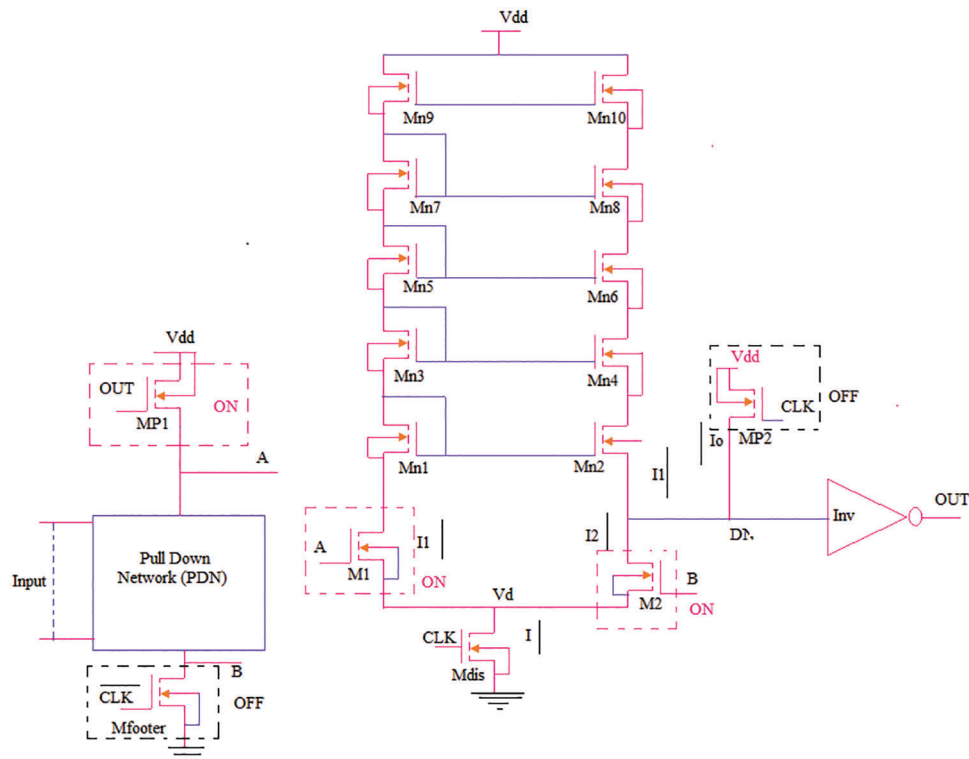 Vdd
Mn9
Mn10
Mn7
Mn8
Mn5
Mn6
Mn3
Mn4
Mn1
Mn2
Vdd
OUT
MP1
ON
A
Input
Pull Down
Network (PDN)
B
CLK
OFF
Mfooter
A
M1
I1
ON
Vd
CLK
Mdis
I
I2
B
M2
ON
I1
Io
Vdd
CLK
OFF
MP2
DN
Inv
OUT